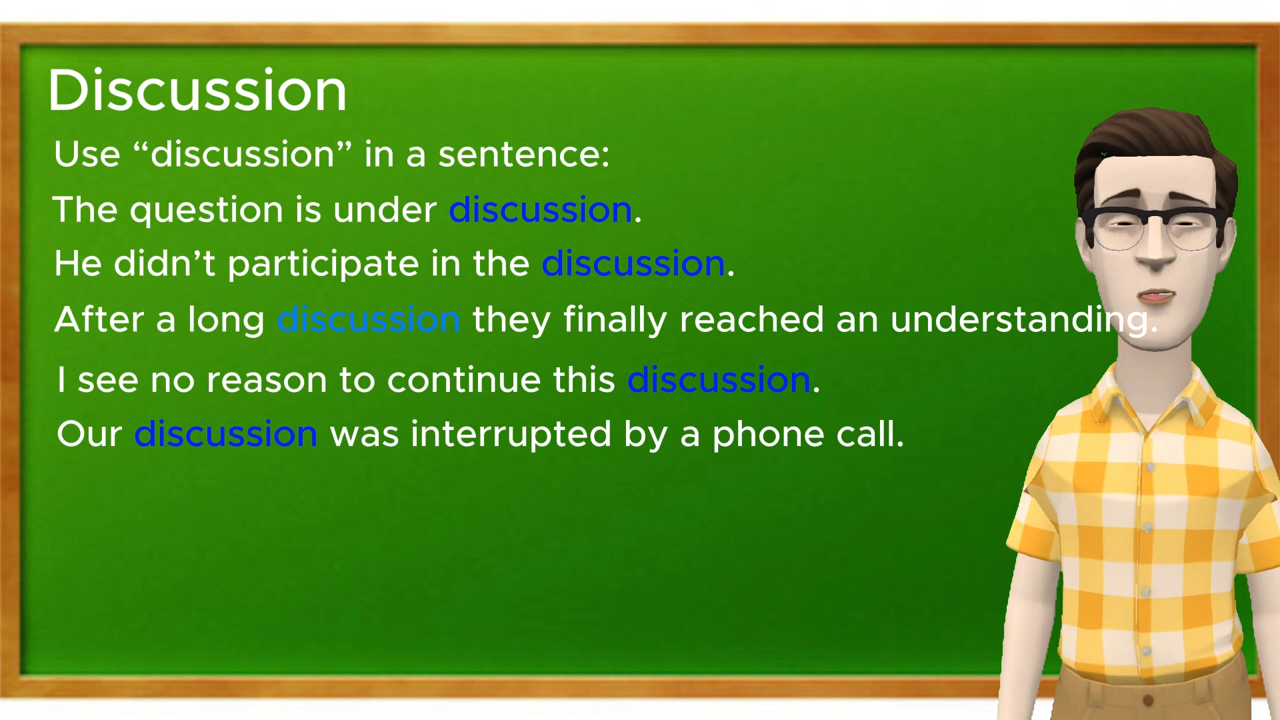 Discussion
Use “discussion” in a sentence:
The question is under discussion.
He didn’t participate in the discussion.
After a long discussion they finally reached an understanding.
I see no reason to continue this discussion.
Our discussion was interrupted by a phone call.